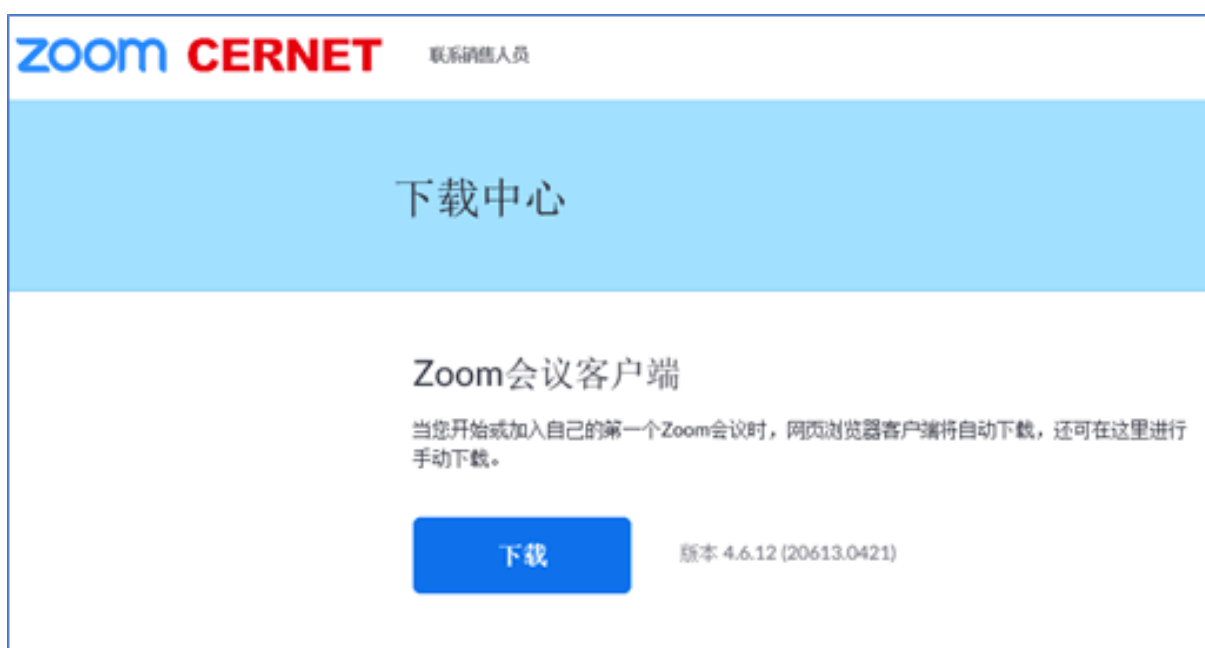 zoom CERNET 联系销售人员
下载中心
Zoom会议客户端
当您开始或加入自己的第一个Zoom会议时，网页浏览器客户端将自动下载，还可在这里进行
手动下载。
下载 版本 4.6.12 (20613.0421)